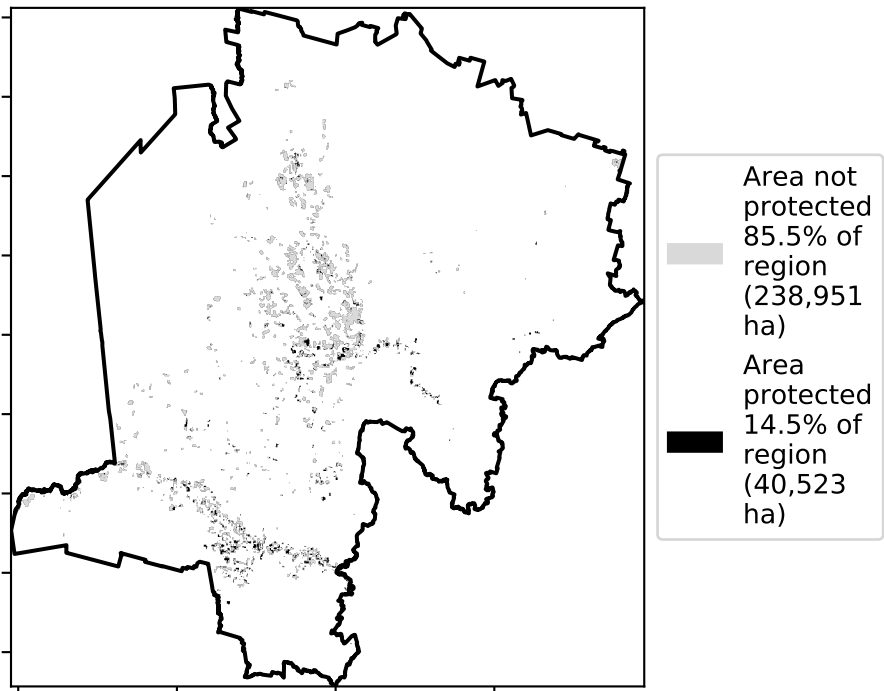 Area not
protected
85.5% of
region
(238,951
ha)
Area
protected
14.5% of
region
(40,523
ha)